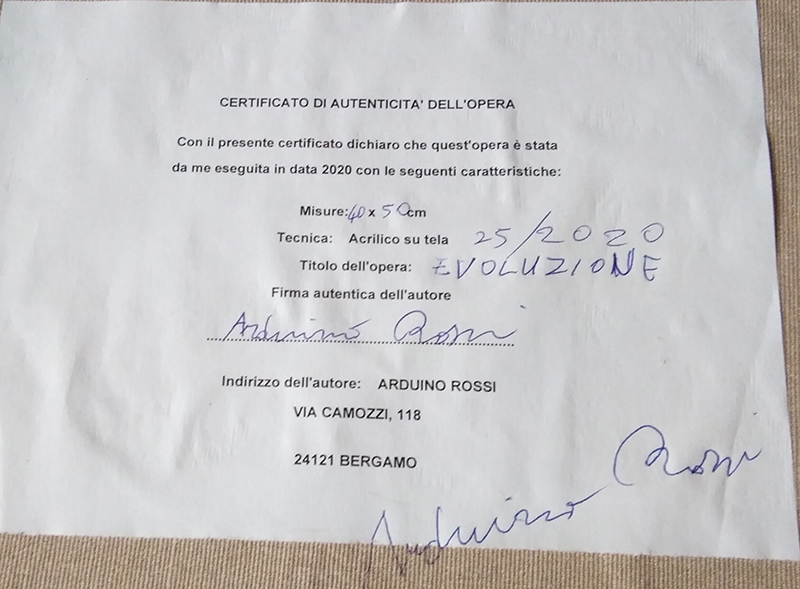 CERTIFICATO DI AUTENTICITA' DELL'OPERA
Con il presente certificato dichiaro che quest'opera è stata
da me eseguita in data 2020 con le seguenti caratteristiche:
Misure: 40 x 50 cm
Tecnica: Acrilico su tela 25/2020
Titolo dell'opera: EVOLUZIONE
Firma autentica dell'autore
Arduino Rossi
Indirizzo dell'autore: ARDUINO ROSSI
VIA CAMOZZI, 118
24121 BERGAMO
Arduino Rossi